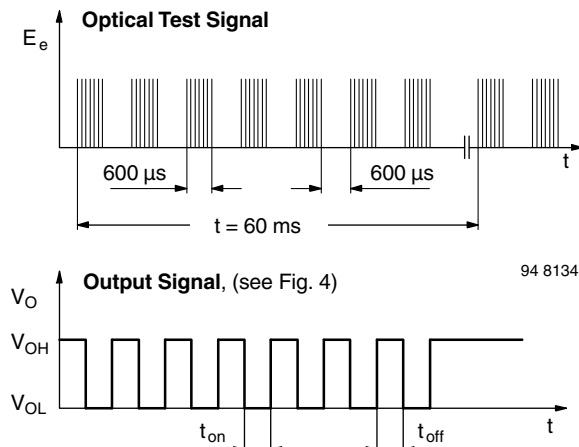 Optical Test Signal
E e
600 µs
600 µs
t
t = 60 ms
94 8134
Output Signal, (see Fig. 4)
V O
V OH
V OL
t on
t off
t